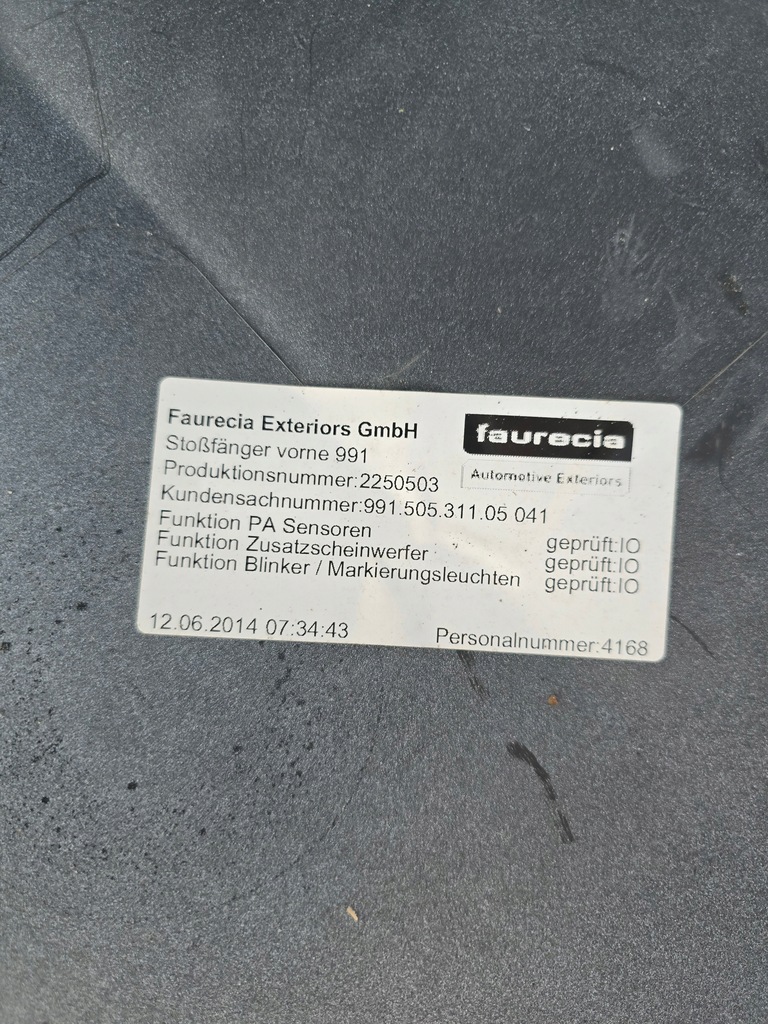 Faurecia Exteriors GmbH
faurecia
Stoßfänger vorne 991
Automotive Exteriors
Produktionsnummer:2250503
Kundensachnummer:991.505.311.05 041
Funktion PA Sensoren geprüft:IO
Funktion Zusatzscheinwerfer geprüft:IO
Funktion Blinker / Markierungsleuchten geprüft:IO
12.06.2014 07:34:43 Personalnummer:4168